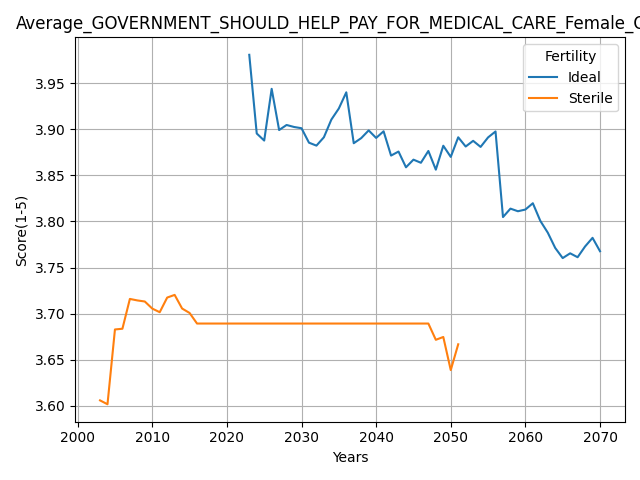 Average_GOVERNMENT_SHOULD_HELP_PAY_FOR_MEDICAL_CARE_Female_
Fertility
Ideal
Sterile
Score(1-5)
3.95
3.90
3.85
3.80
3.75
3.70
3.65
3.60
2000 2010 2020 2030 2040 2050 2060 2070
Years